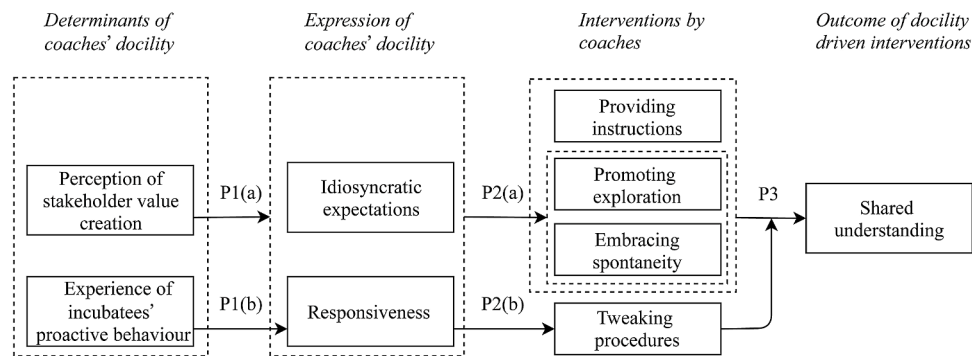 Determinants of
coaches' docility
Expression of
coaches' docility
Interventions by
coaches
Outcome of docility
driven interventions
Providing
instructions
Perception of
stakeholder value
creation
P1(a)
Idiosyncratic
expectations
P2(a)
Promoting
exploration
P3
Shared
understanding
Embracing
spontaneity
Experience of
incubatees'
proactive behaviour
P1(b)
Responsiveness
P2(b)
Tweaking
procedures